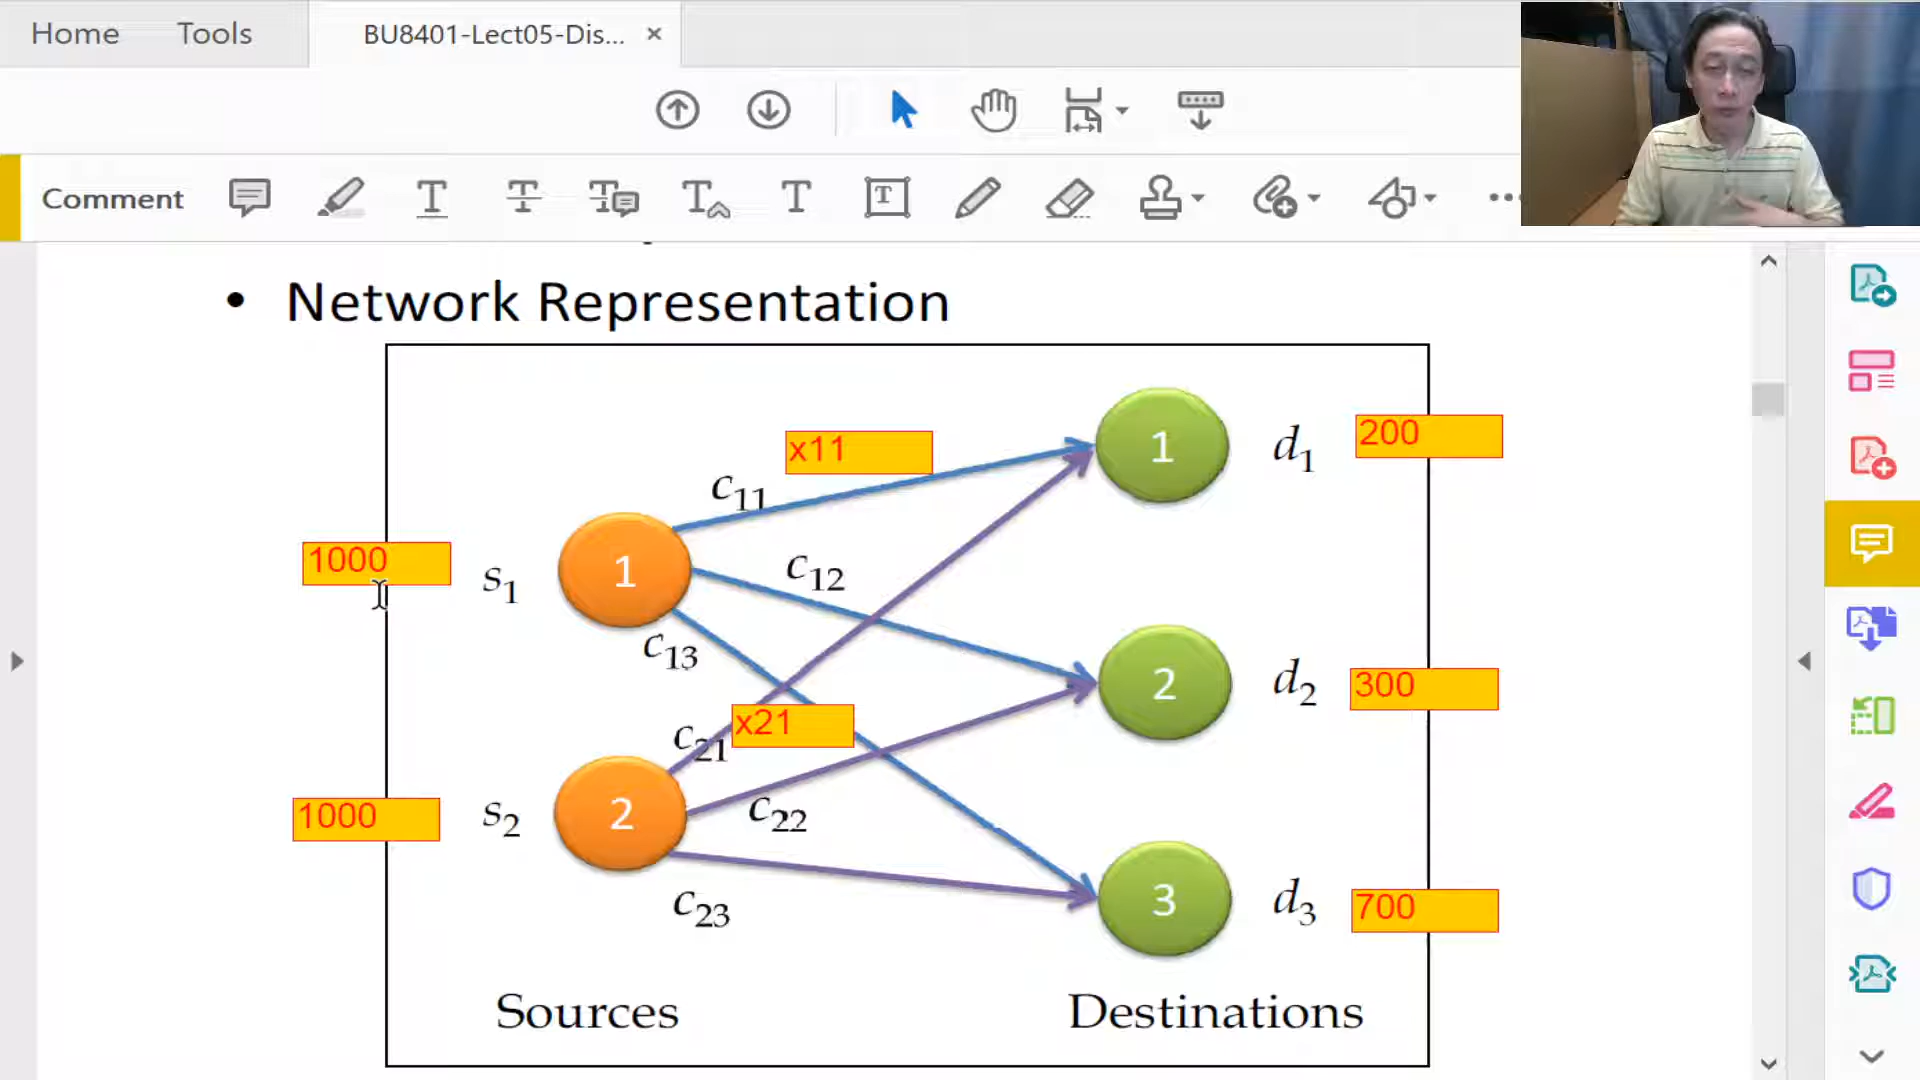 Home Tools BU8401-Lect05-Dis... ×
Comment
• Network Representation
x11
1
d1 200
c11
1000
s1 1
c12
c13
2
d2 300
x21
c21
1000
s2 2
c22
c23
3
d3 700
Sources Destinations